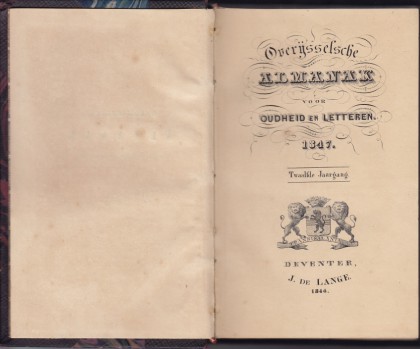 Overijsselsche
ALMANAK
VOOR
OUDHEID EN LETTEREN.
1847.
Twaalfde Jaargang
DEVENTER,
J. DE LANGE.
1846.